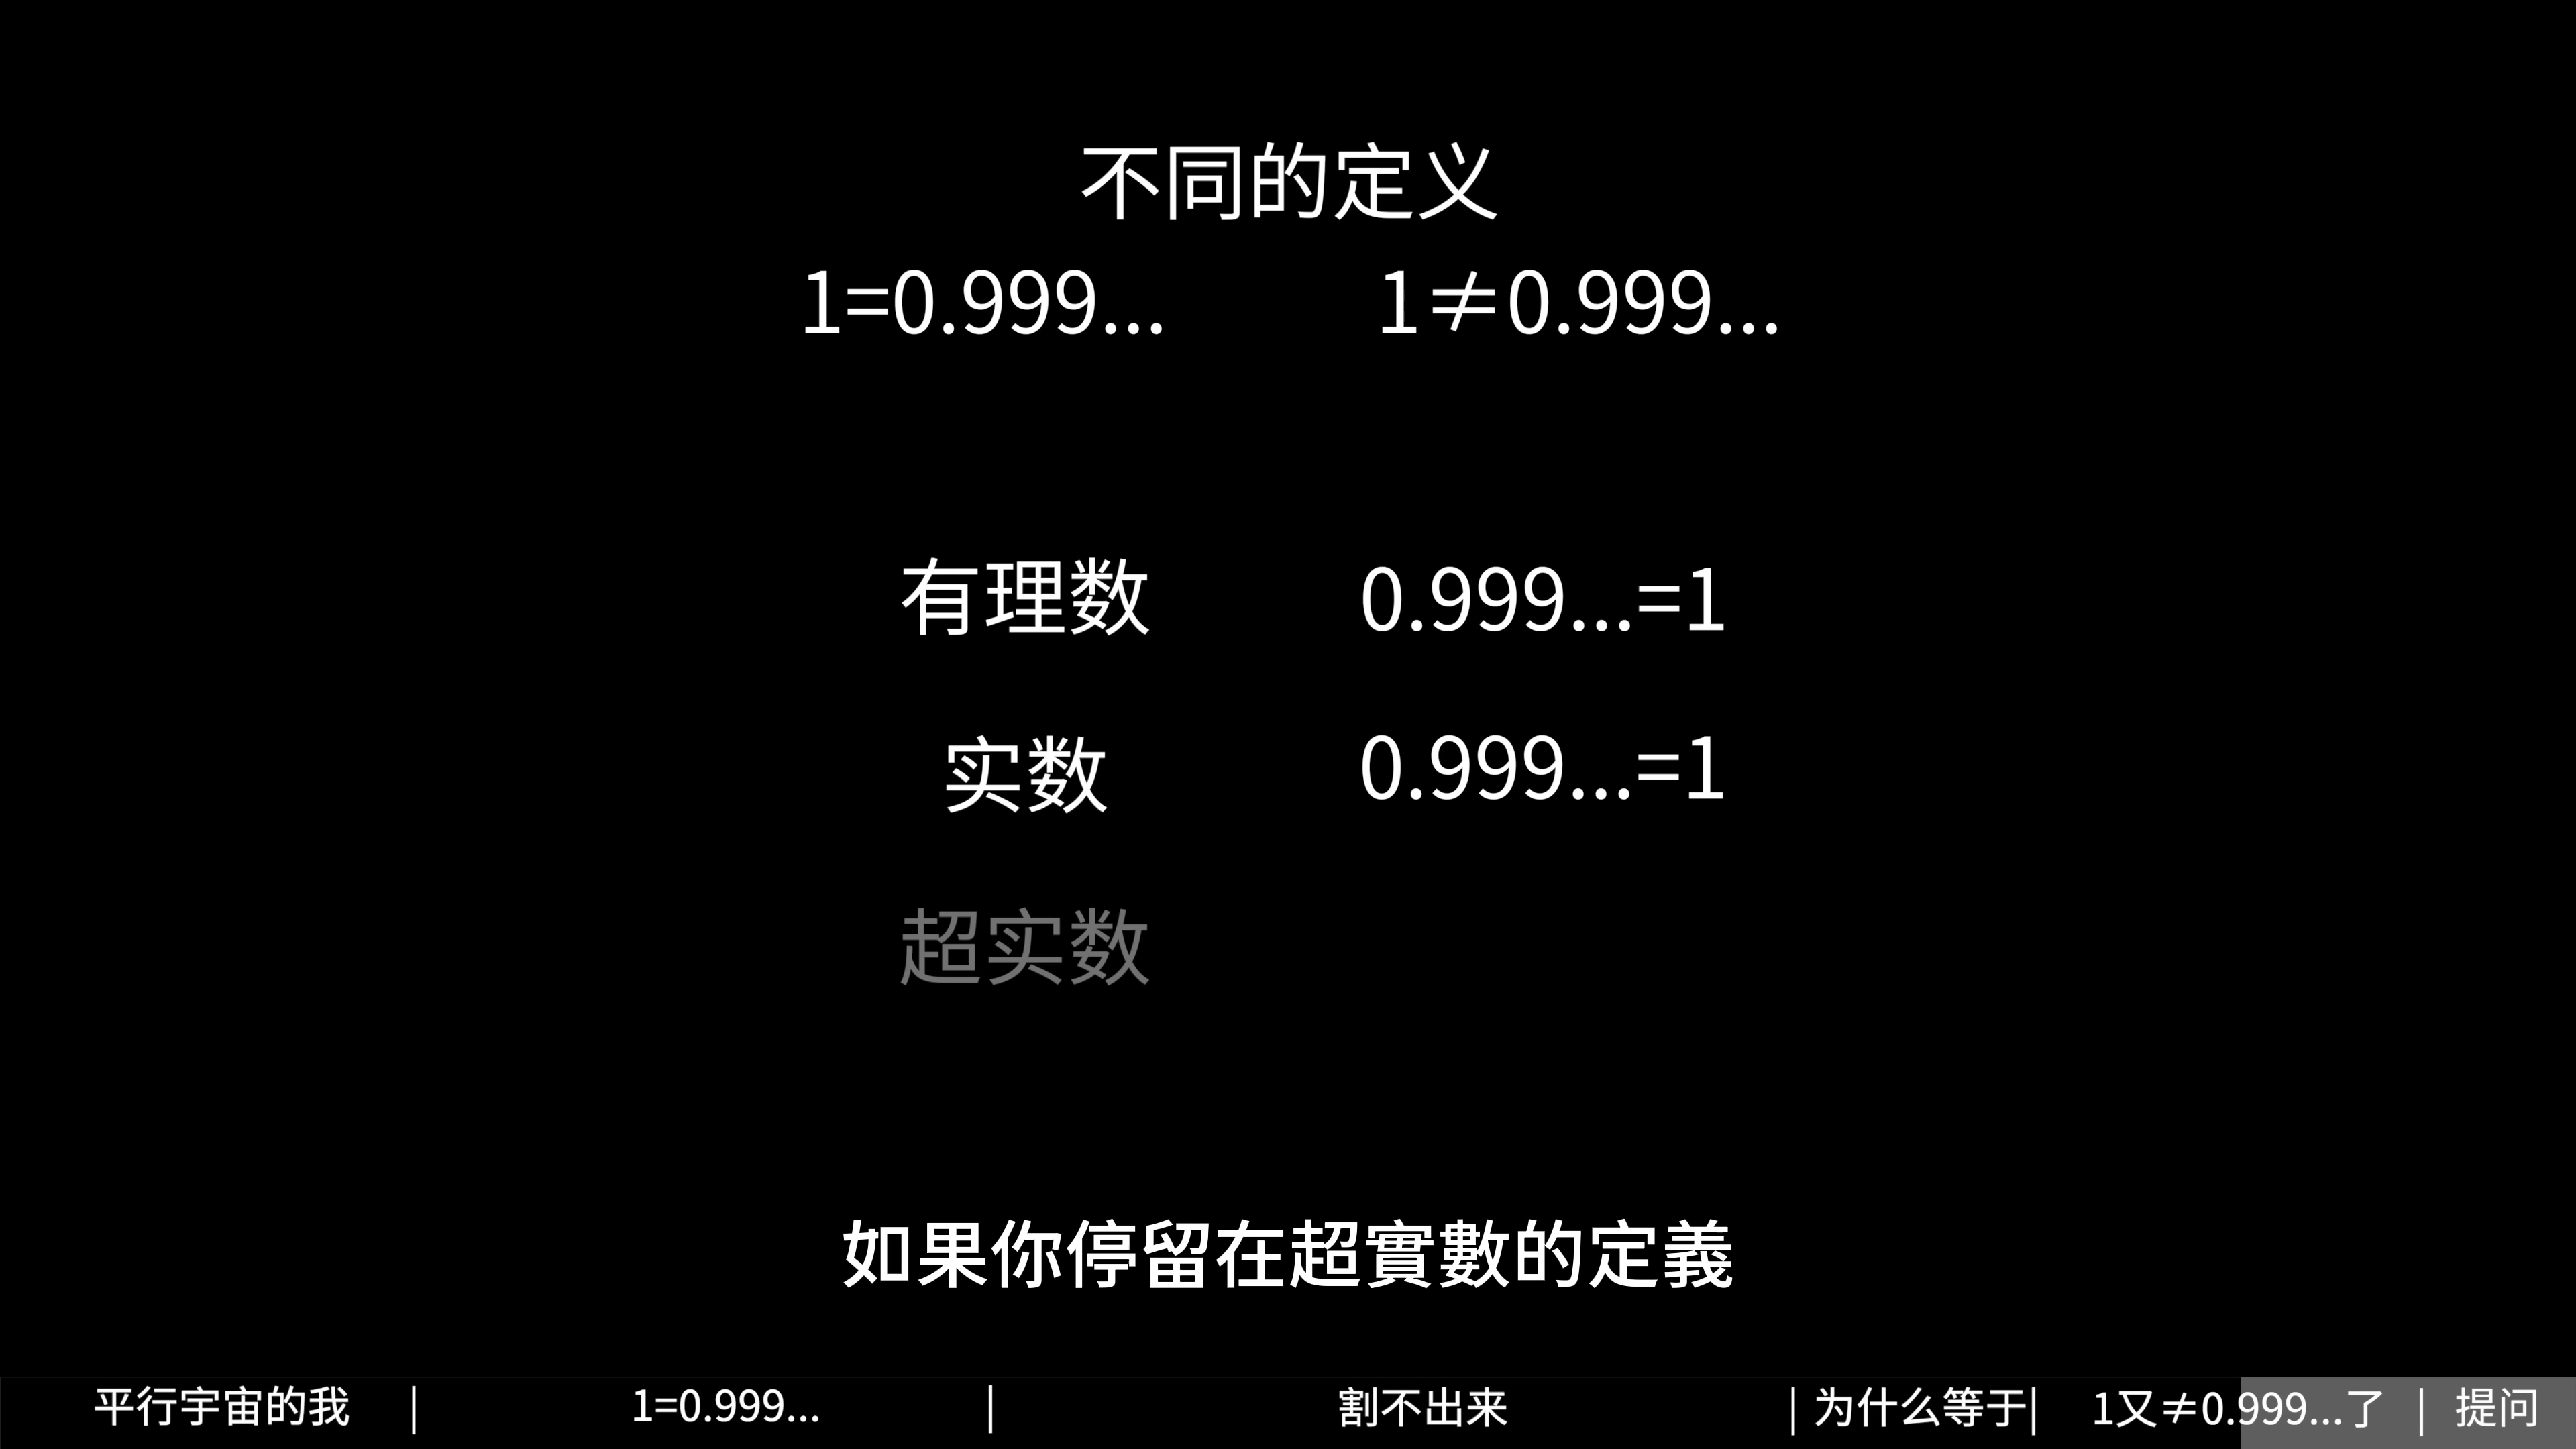 不同的定义
1=0.999... 1≠0.999...
有理数 0.999...=1
实数 0.999...=1
超实数
如果你停留在超實數的定義
平行宇宙的我 | 1=0.999... | 割不出来 | 为什么等于 | 1又≠0.999...了 | 提问